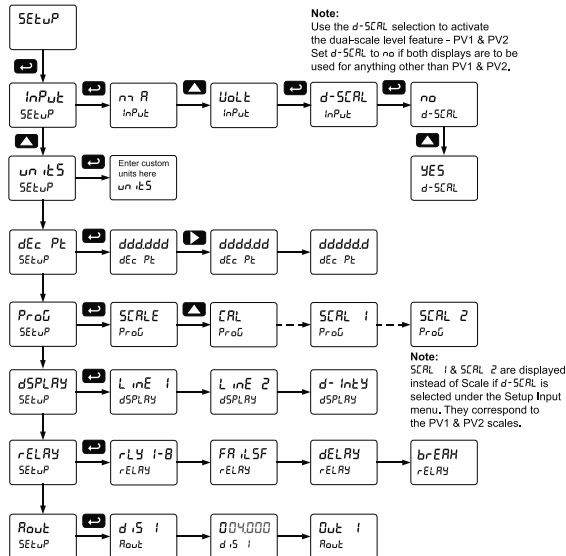 SEtuP
Note:
Use the d-SCAL selection to activate
the dual-scale level feature - PV1 & PV2
Set d-SCAL to no if both displays are to be
used for anything other than PV1 & PV2.
InPut
SEtuP
mA
InPut
VoLt
InPut
d-SCAL
InPut
no
d-SCAL
YES
d-SCAL
unitS
SEtuP
Enter custom
units here
unitS
dEc Pt
SEtuP
ddd.ddd
dEc Pt
dddd.dd
dEc Pt
ddddd.d
dEc Pt
ProG
SEtuP
SCALE
ProG
CAL
ProG
SCAL 1
ProG
SCAL 2
ProG
Note:
SCAL 1 & SCAL 2 are displayed
instead of Scale if d-SCAL is
selected under the Setup Input
menu. They correspond to
the PV1 & PV2 scales.
dSPLAY
SEtuP
LinE 1
dSPLAY
LinE 2
dSPLAY
d-IntY
dSPLAY
rELAY
SEtuP
rLY 1-8
rELAY
FAiLSF
rELAY
dELAY
rELAY
brEAK
rELAY
Aout
SEtuP
diS 1
Aout
004.000
diS 1
Out 1
Aout